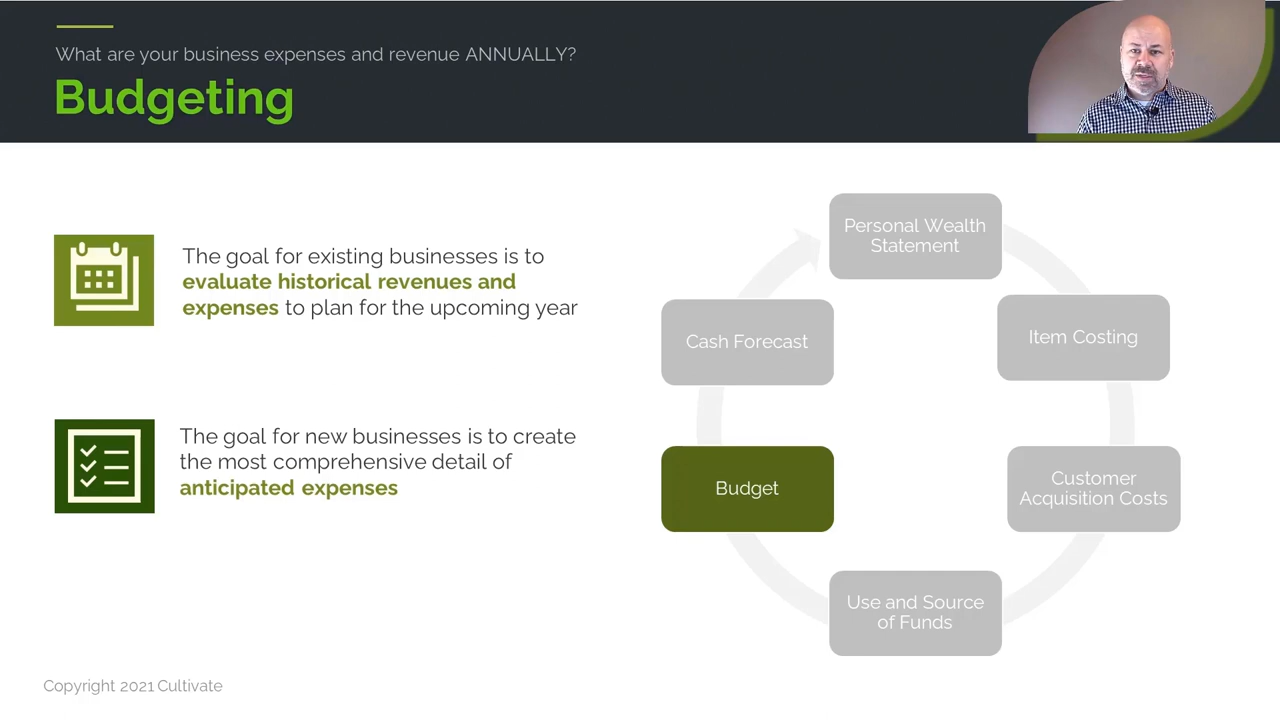 What are your business expenses and revenue ANNUALLY?
Budgeting
The goal for existing businesses is to
evaluate historical revenues and
expenses to plan for the upcoming year
The goal for new businesses is to create
the most comprehensive detail of
anticipated expenses
Personal Wealth
Statement
Item Costing
Customer
Acquisition Costs
Use and Source
of Funds
Budget
Cash Forecast
Copyright 2021 Cultivate